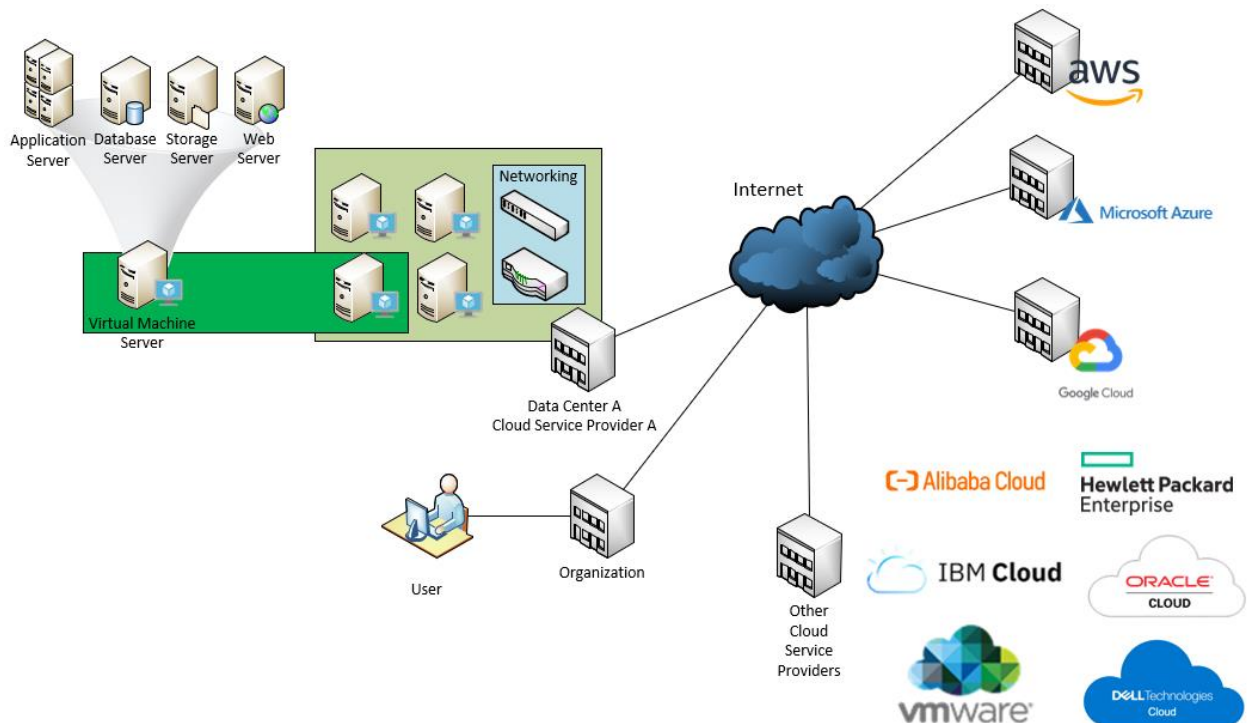 Application
Server
Database
Server
Storage
Server
Web
Server
Networking
Virtual Machine
Server
Data Center A
Cloud Service Provider A
Internet
aws
Microsoft Azure
Google Cloud
User
Organization
Other
Cloud
Service
Providers
Alibaba Cloud
Hewlett Packard
Enterprise
IBM Cloud
ORACLE
CLOUD
vmware
DELLTechnologies
Cloud